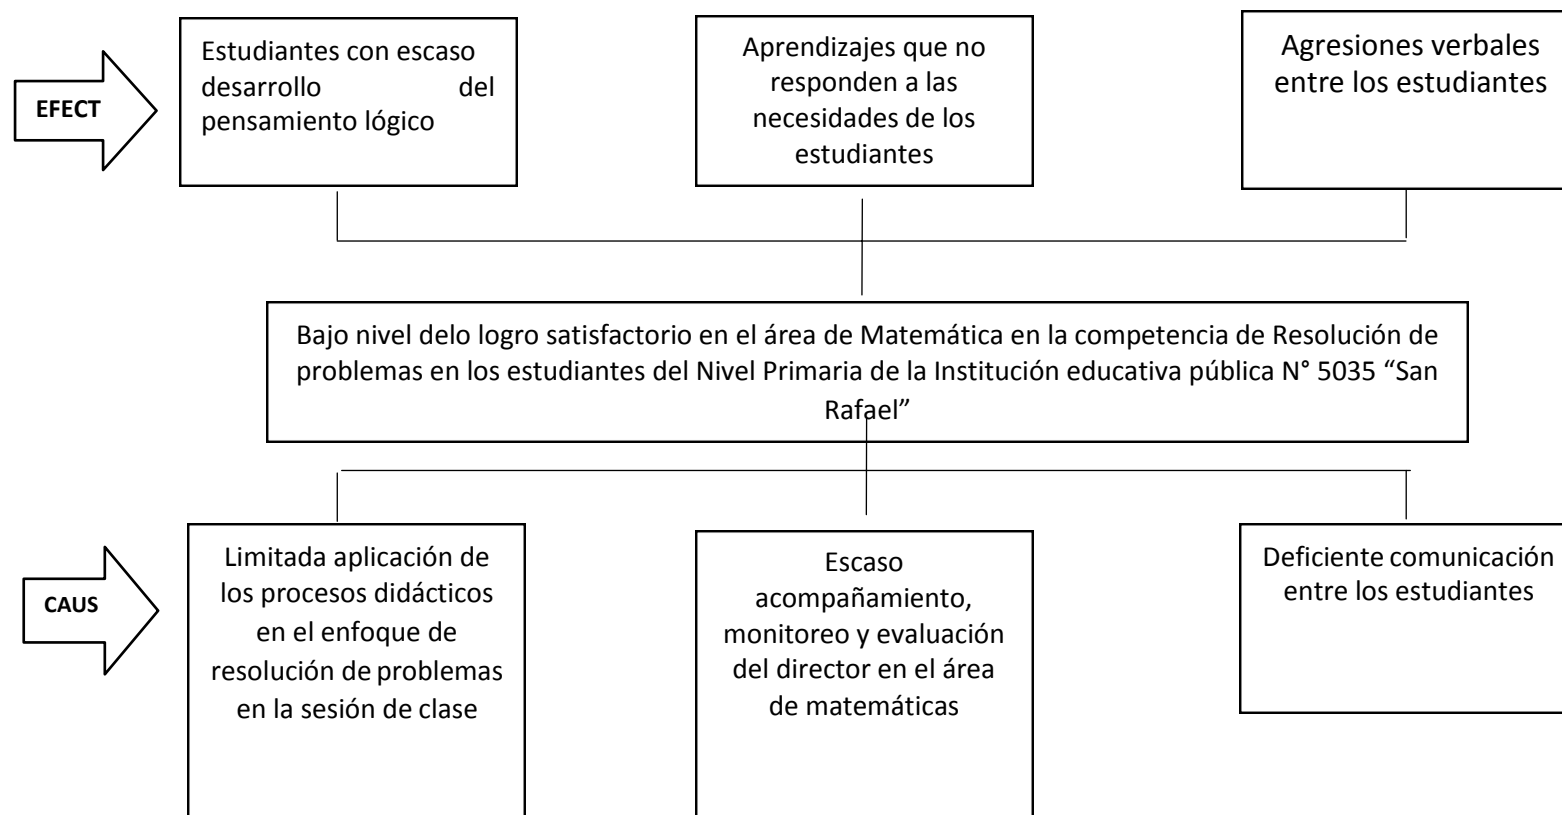 EFECT
Estudiantes con escaso
desarrollo del
pensamiento lógico
Aprendizajes que no
responden a las
necesidades de los
estudiantes
Agresiones verbales
entre los estudiantes
Bajo nivel delo logro satisfactorio en el área de Matemática en la competencia de Resolución de
problemas en los estudiantes del Nivel Primaria de la Institución educativa pública N° 5035 “San
Rafael”
CAUS
Limitada aplicación de
los procesos didácticos
en el enfoque de
resolución de problemas
en la sesión de clase
Escaso
acompañamiento,
monitoreo y evaluación
del director en el área
de matemáticas
Deficiente comunicación
entre los estudiantes